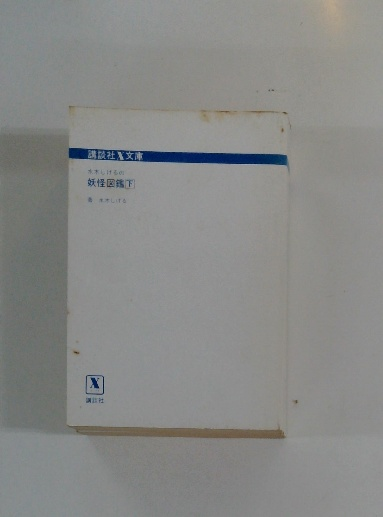 講談社X文庫
水木しげるの
妖怪図鑑下
著 水木しげる
X
講談社